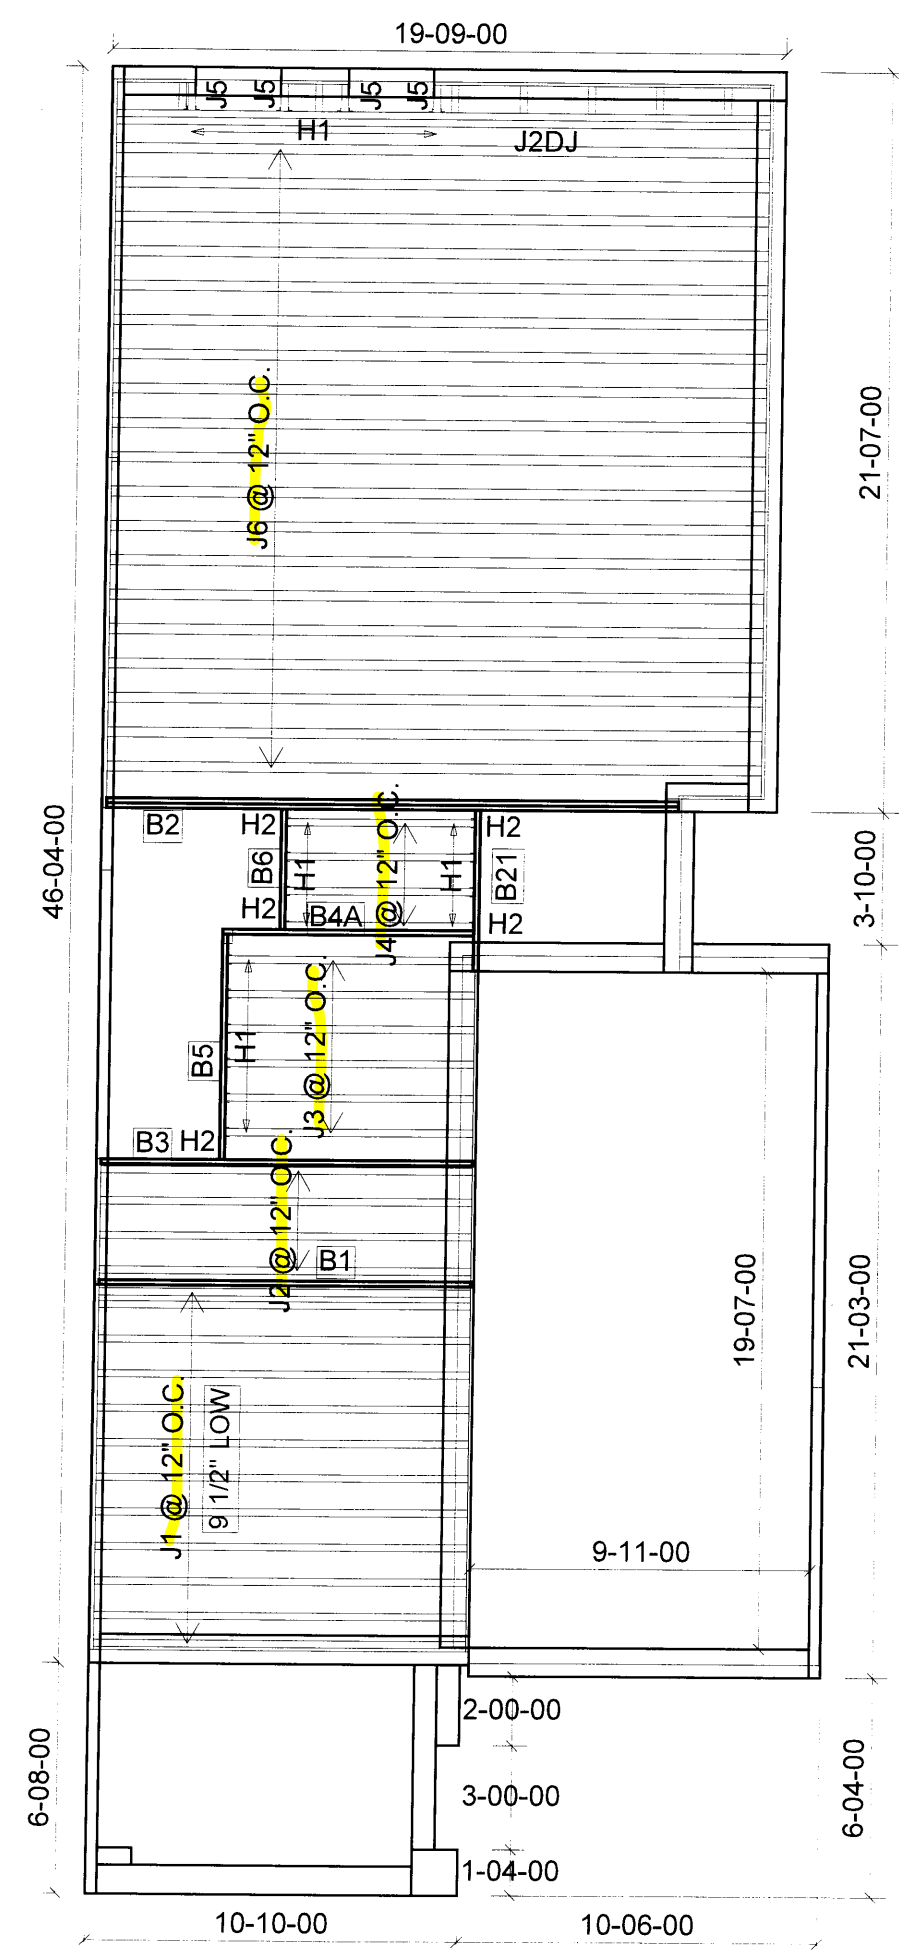 19-09-00
J5
J5
J5
J5
H1
J2DJ
21-07-00
J6 @ 12" O.C.
46-04-00
B2
H2
H2
B6
H1
J4 @ 12" O.C.
H1
B21
3-10-00
H2
B4A
H2
J3 @ 12" O.C.
H1
B5
B3
H2
J2 @ 12" O.C.
B1
19-07-00
21-03-00
J1 @ 12" O.C.
9 1/2" LOW
9-11-00
2-00-00
6-08-00
3-00-00
6-04-00
1-04-00
10-10-00
10-06-00